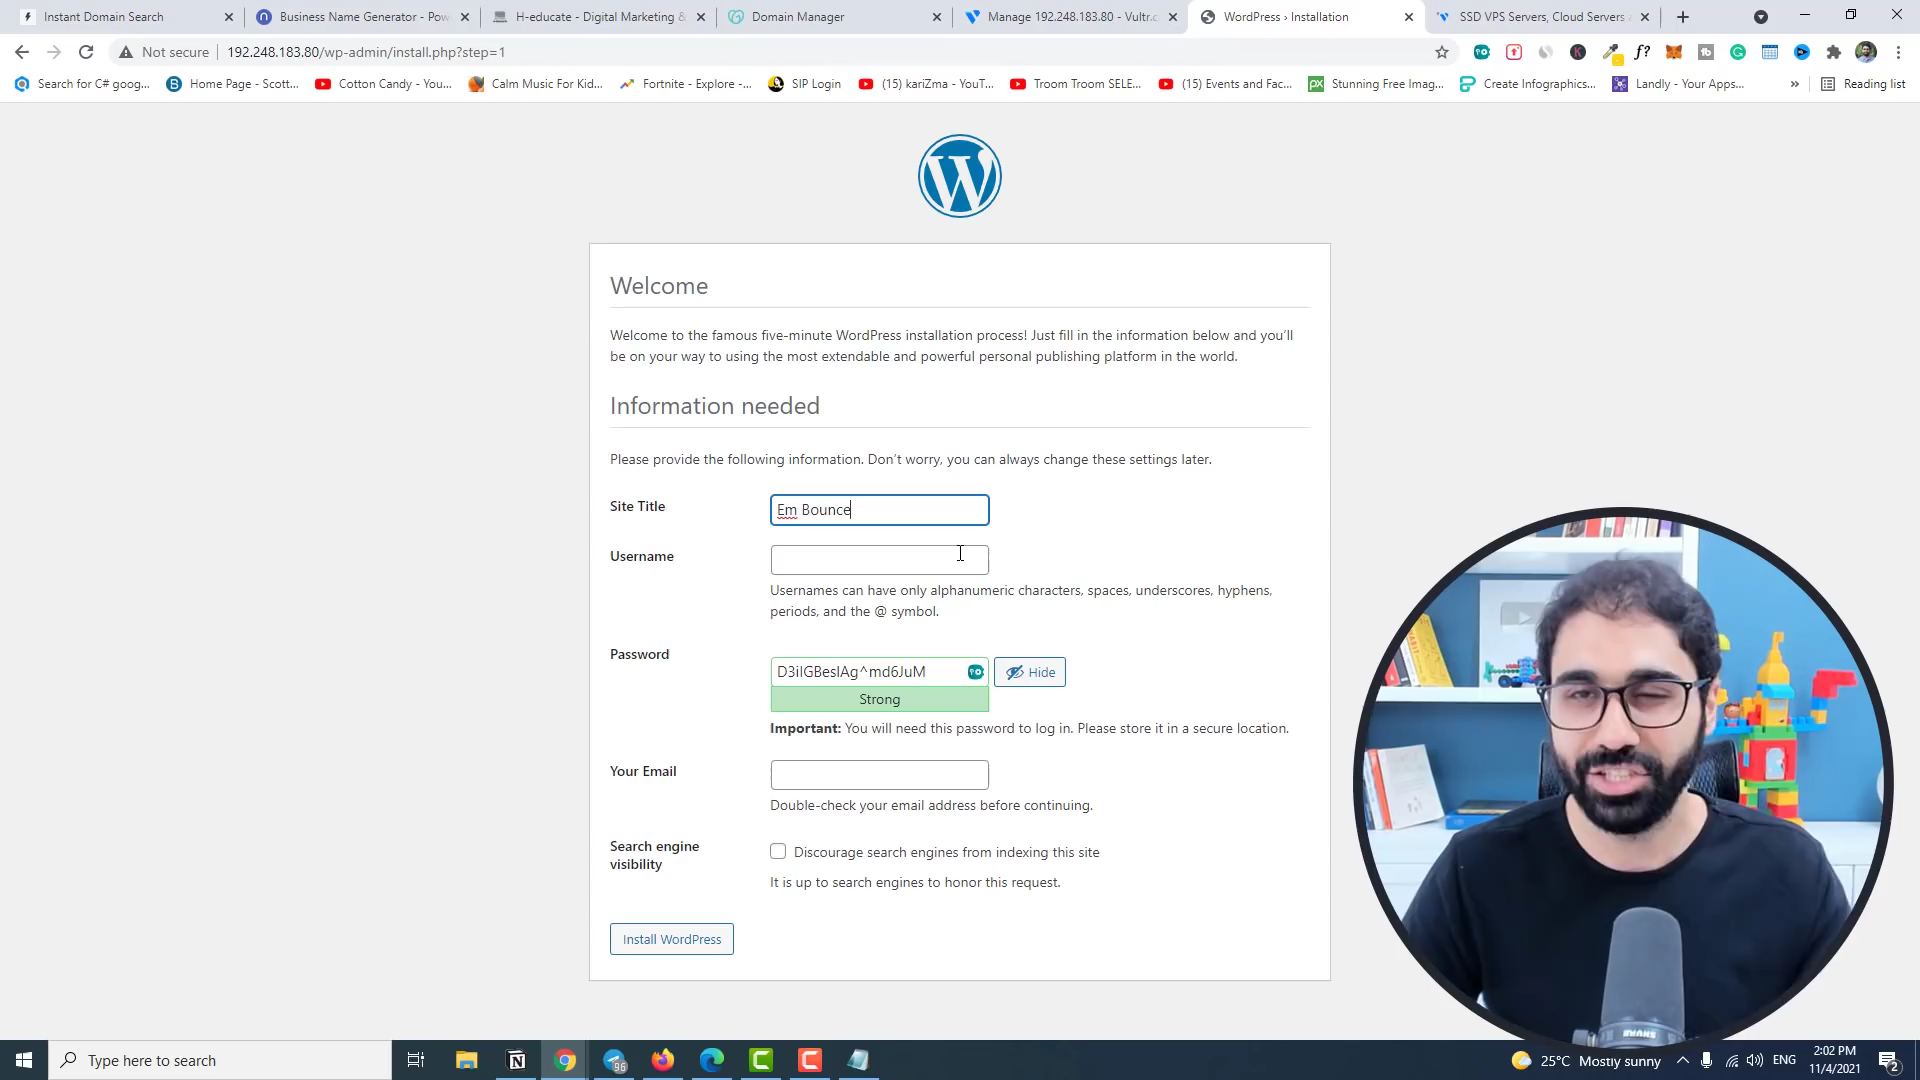 Instant Domain Search
Business Name Generator - Pow
H-educate - Digital Marketing &
Domain Manager
Manage 192.248.183.80 - Vultr.c
WordPress › Installation
SSD VPS Servers, Cloud Servers a
Not secure
192.248.183.80/wp-admin/install.php?step=1
Search for C# goog...
Home Page - Scott...
Cotton Candy - You...
Calm Music For Kid...
Fortnite - Explore -...
SIP Login
(15) kariZma - YouT...
Troom Troom SELE...
(15) Events and Fac...
Stunning Free Imag...
Create Infographics...
Landly - Your Apps...
»
Reading list
Welcome
Welcome to the famous five-minute WordPress installation process! Just fill in the information below and you’ll
be on your way to using the most extendable and powerful personal publishing platform in the world.
Information needed
Please provide the following information. Don’t worry, you can always change these settings later.
Site Title
Em Bounce
Username
Usernames can have only alphanumeric characters, spaces, underscores, hyphens,
periods, and the @ symbol.
Password
D3iIGBesIAg^md6JuM
Hide
Strong
Important: You will need this password to log in. Please store it in a secure location.
Your Email
Double-check your email address before continuing.
Search engine
visibility
Discourage search engines from indexing this site
It is up to search engines to honor this request.
Install WordPress
Type here to search
96
25°C Mostly sunny
ENG
2:02 PM
11/4/2021
2